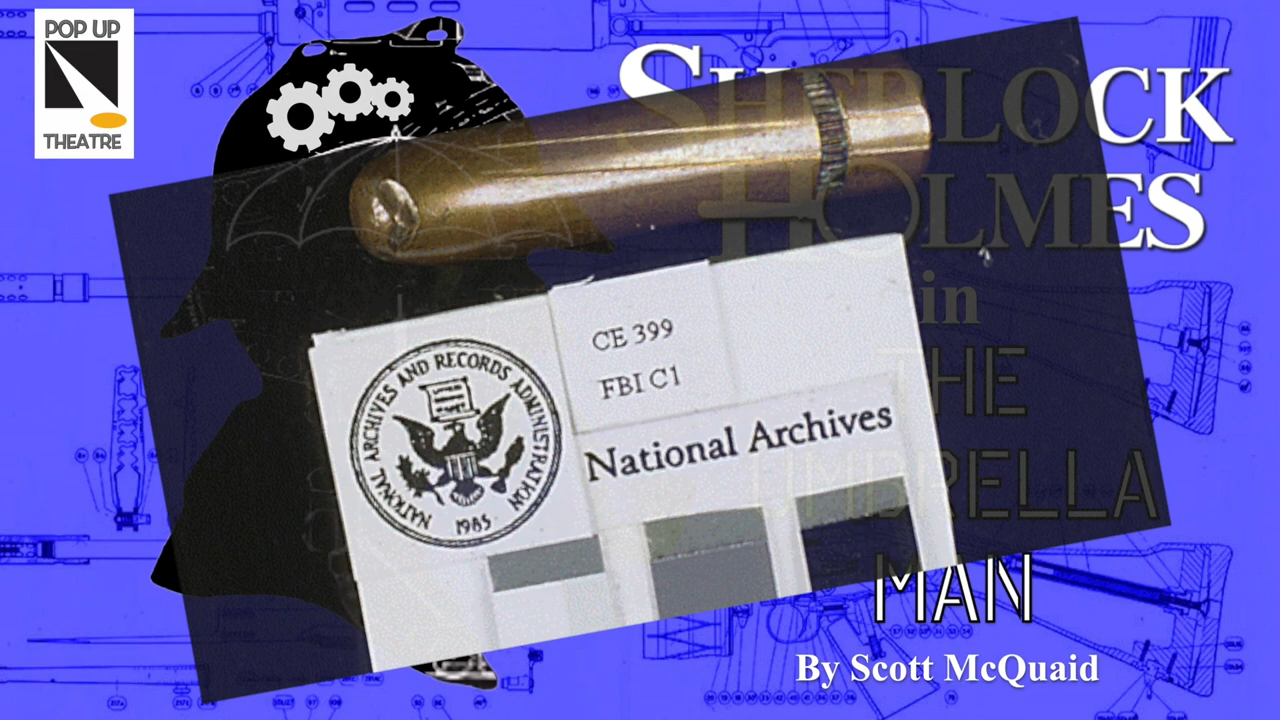 POP UP
THEATRE
SHERLOCK
HOLMES
in
THE
UMBRELLA
MAN
By Scott McQuaid
CE 399
FBI C1
National Archives
NATIONAL ARCHIVES AND RECORDS ADMINISTRATION
1985